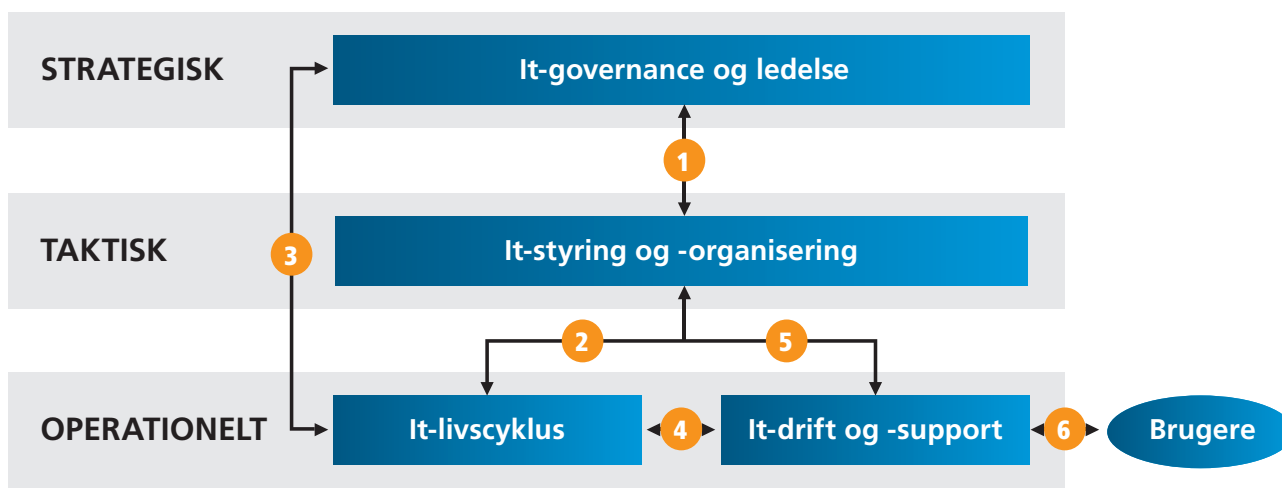 STRATEGISK
It-governance og ledelse
1
TAKTISK
3
It-styring og -organisering
2
5
OPERATIONELT
It-livscyklus
4
It-drift og -support
6
Brugere